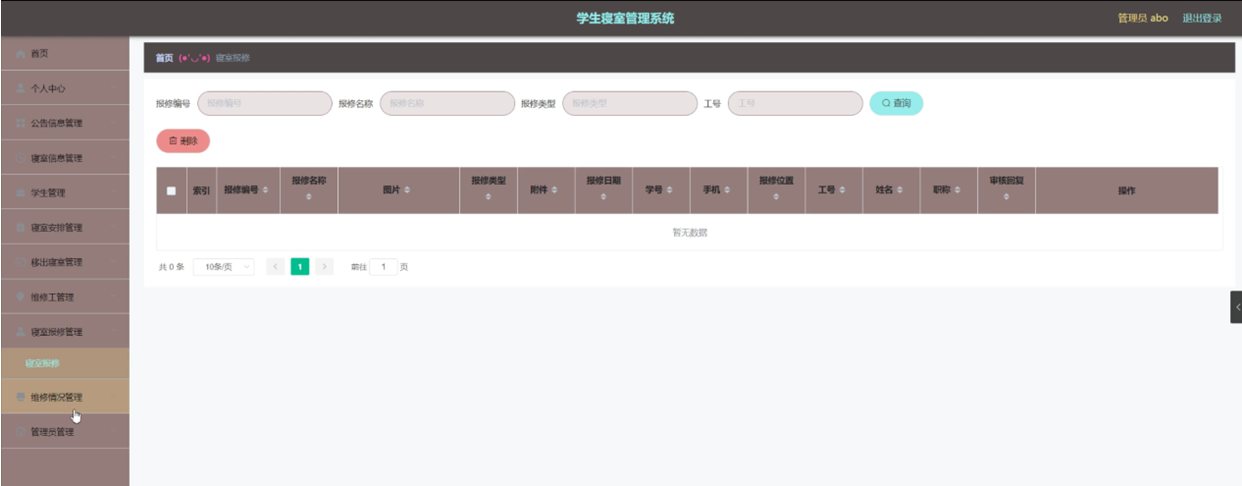 学生寝室管理系统
管理员 abo 退出登录
首页
个人中心
公告信息管理
寝室信息管理
学生管理
寝室安排管理
移出寝室管理
维修工管理
寝室报修管理
寝室报修
维修情况管理
管理员管理
首页 (●'◡'●) 寝室报修
报修编号 报修编号 报修名称 报修名称 报修类型 报修类型 工号 工号 查询
删除
索引 报修编号 报修名称 图片 报修类型 附件 报修日期 学号 手机 报修位置 工号 姓名 职称 审核回复 操作
暂无数据
共 0 条 10条/页 < 1 > 前往 1 页